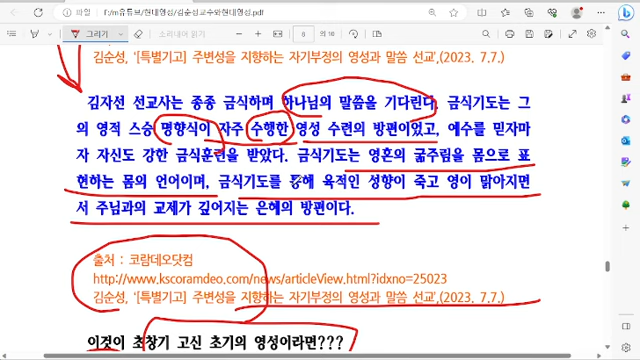 파일 f:/m유튜브/현대영성/김순성교수와현대영성.pdf
그리기 소리내어 읽기 8 /10
김순성, '[특별기고] 주변성을 지향하는 자기부정의 영성과 말씀 선교',(2023. 7.7.)
김자선 선교사는 종종 금식하며 하나님의 말씀을 기다린다. 금식기도는 그
의 영적 스승 명향식이 자주 수행한 영성 수련의 방편이었고, 예수를 믿자마
자 자신도 강한 금식훈련을 받았다. 금식기도는 영혼의 굶주림을 몸으로 표
현하는 몸의 언어이며, 금식기도를 통해 육적인 성향이 죽고 영이 맑아지면
서 주님과의 교제가 깊어지는 은혜의 방편이다.
출처 : 코람데오닷컴
http://www.kscoramdeo.com/news/articleView.html?idxno=25023
김순성, '[특별기고] 주변성을 지향하는 자기부정의 영성과 말씀 선교',(2023. 7.7.)
이것이 초창기 고신 초기의 영성이라면???